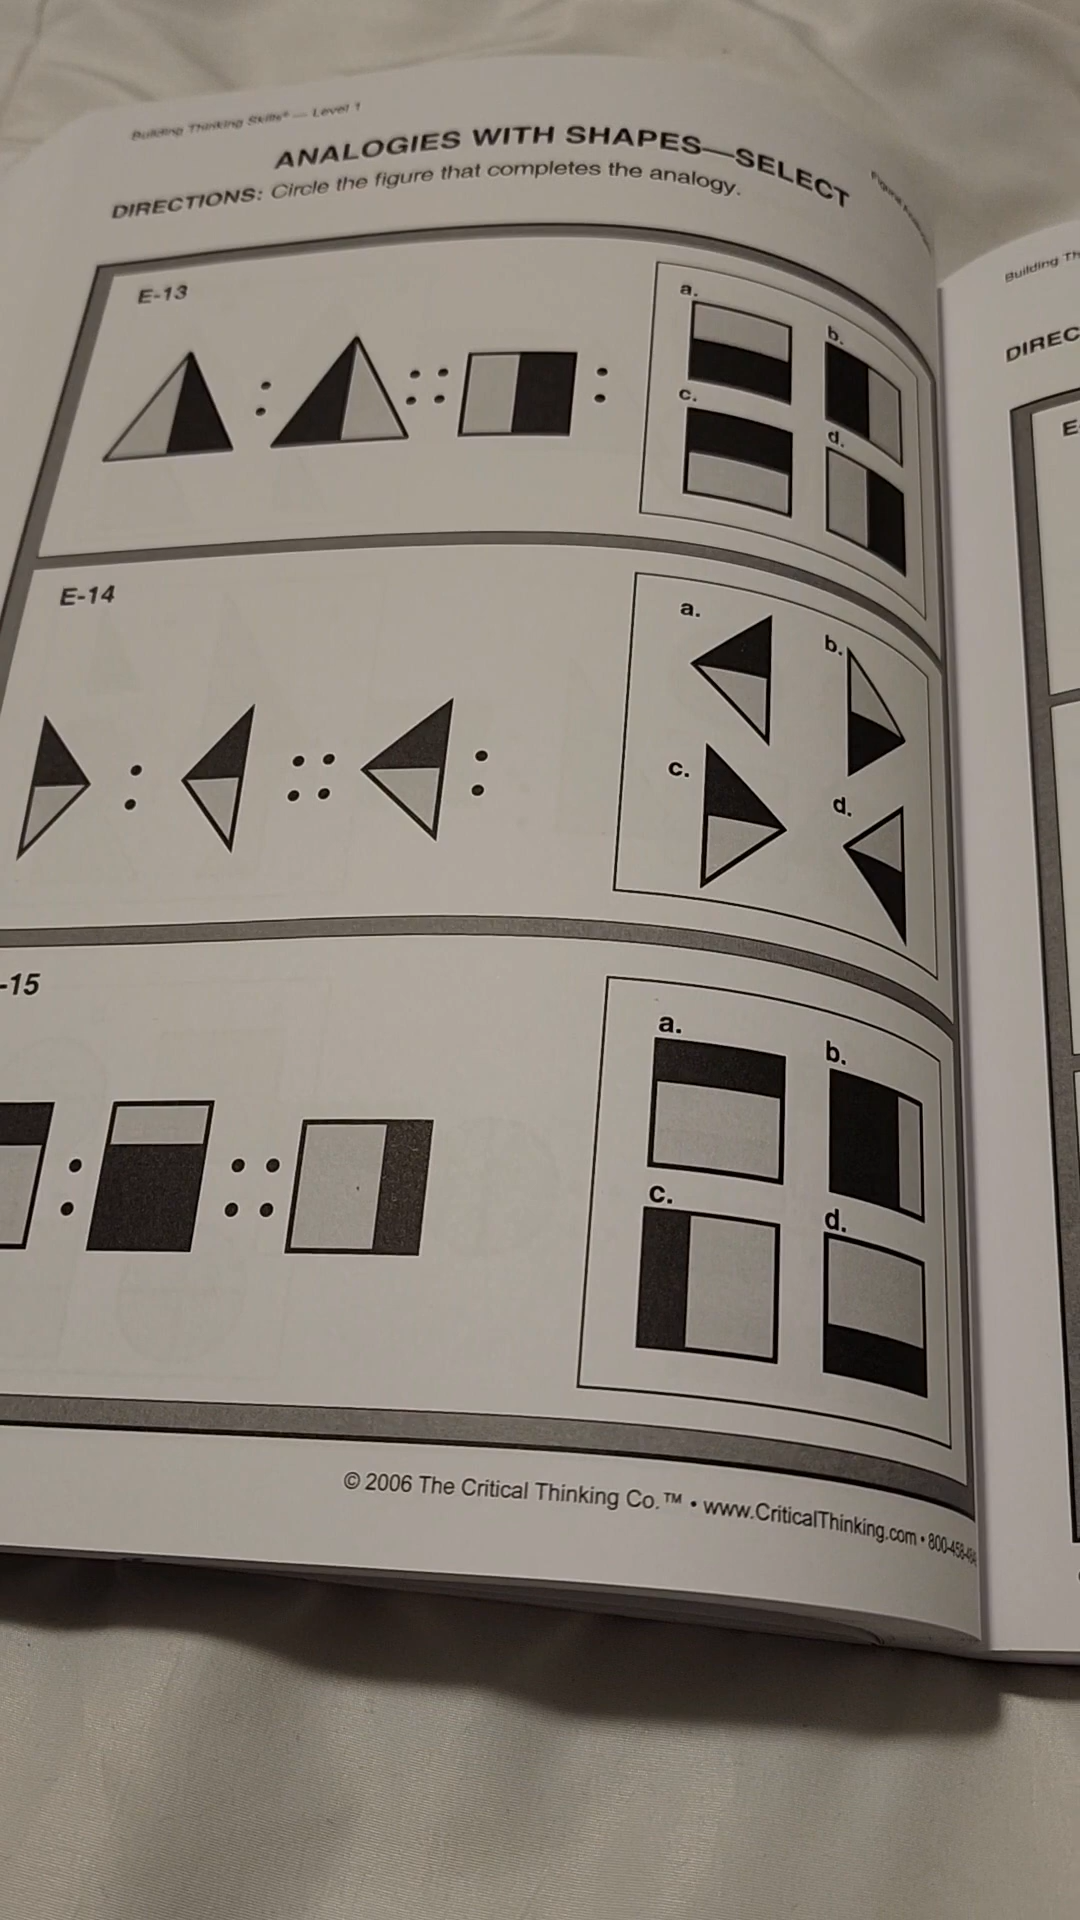 Building Thinking Skills® — Level 1
ANALOGIES WITH SHAPES—SELECT
DIRECTIONS: Circle the figure that completes the analogy.
E-13
a.
b.
c.
d.
E-14
a.
b.
c.
d.
-15
a.
b.
c.
d.
© 2006 The Critical Thinking Co.™ • www.CriticalThinking.com • 800-458-484
Building Th
DIREC
E-